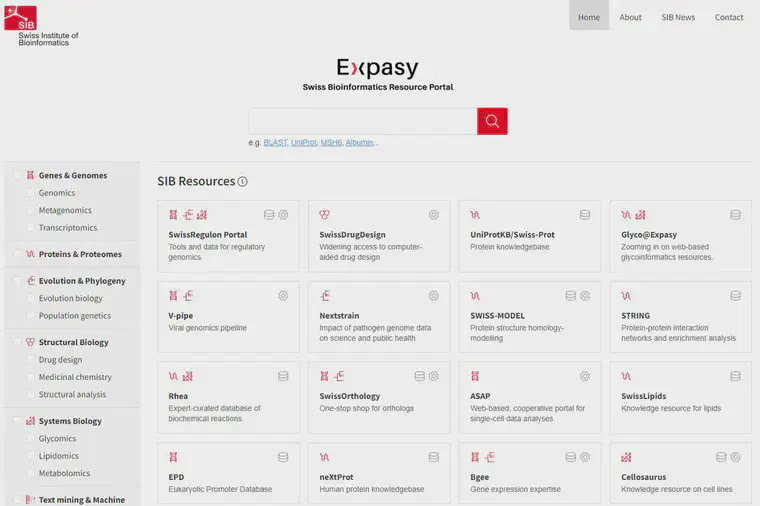 SIB
Swiss Institute of
Bioinformatics
Home
About
SIB News
Contact
Expasy
Swiss Bioinformatics Resource Portal
e.g. BLAST, UniProt, MSH6, Albumin...
Genes & Genomes
Genomics
Metagenomics
Transcriptomics
Proteins & Proteomes
Evolution & Phylogeny
Evolution biology
Population genetics
Structural Biology
Drug design
Medicinal chemistry
Structural analysis
Systems Biology
Glycomics
Lipidomics
Metabolomics
Text mining & Machine
SIB Resources
SwissRegulon Portal
Tools and data for regulatory
genomics
SwissDrugDesign
Widening access to computer-
aided drug design
UniProtKB/Swiss-Prot
Protein knowledgebase
Glyco@Expasy
Zooming in on web-based
glycoinformatics resources.
V-pipe
Viral genomics pipeline
Nextstrain
Impact of pathogen genome data
on science and public health
SWISS-MODEL
Protein structure homology-
modelling
STRING
Protein-protein interaction
networks and enrichment analysis
Rhea
Expert-curated database of
biochemical reactions.
SwissOrthology
One-stop shop for orthologs
ASAP
Web-based, cooperative portal for
single-cell data analyses
SwissLipids
Knowledge resource for lipids
EPD
Eukaryotic Promoter Database
neXtProt
Human protein knowledgebase
Bgee
Gene expression expertise
Cellosaurus
Knowledge resource on cell lines